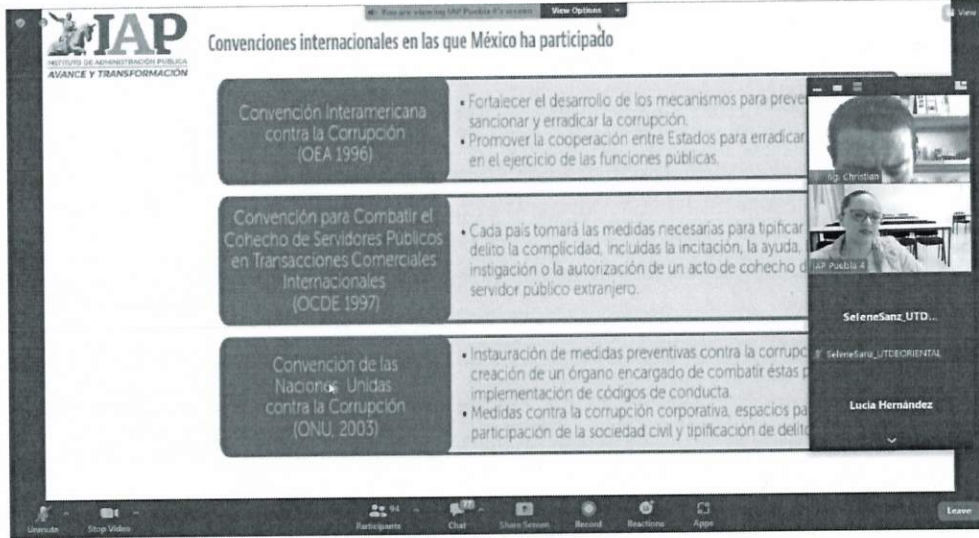 You are viewing IAP Puebla 4's screen
View Options
View
IAP
INSTITUTO DE ADMINISTRACIÓN PÚBLICA
AVANCE Y TRANSFORMACIÓN
Convenciones internacionales en las que México ha participado
Convención Interamericana
contra la Corrupción
(OEA 1996)
• Fortalecer el desarrollo de los mecanismos para preve
sancionar y erradicar la corrupción.
• Promover la cooperación entre Estados para erradicar
en el ejercicio de las funciones públicas.
Convención para Combatir el
Cohecho de Servidores Públicos
en Transacciones Comerciales
Internacionales
(OCDE 1997)
• Cada país tomará las medidas necesarias para tipificar
delito la complicidad, incluidas la incitación, la ayuda,
instigación o la autorización de un acto de cohecho d
servidor público extranjero.
Convención de las
Naciones Unidas
contra la Corrupción
(ONU, 2003)
• Instauración de medidas preventivas contra la corrupc
creación de un órgano encargado de combatir éstas p
implementación de códigos de conducta.
• Medidas contra la corrupción corporativa, espacios pa
participación de la sociedad civil y tipificación de delito
ng. Christian
IAP Puebla 4
SeleneSanz_UTD...
Lucia Hernández
Unmute
Stop Video
94
Participants
77
Chat
Share Screen
Record
Reactions
Apps
Leave